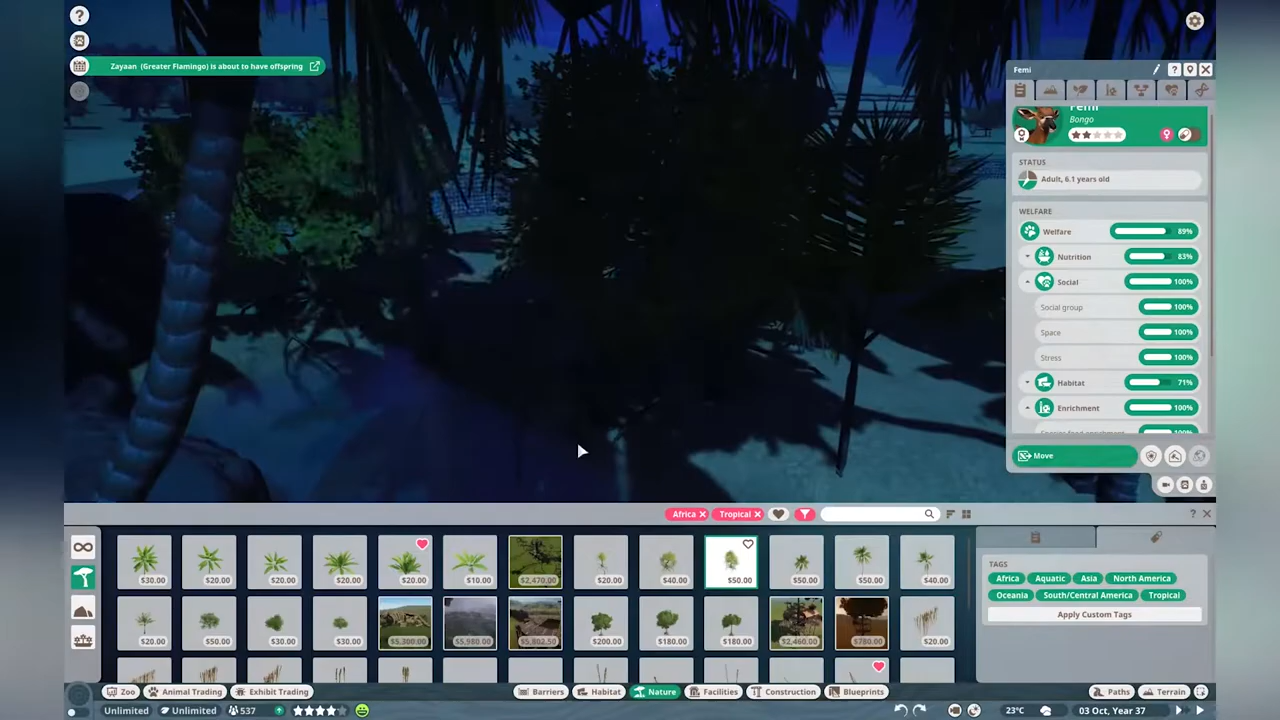 ?
Zayaan (Greater Flamingo) is about to have offspring
Femi
?
Femi
Bongo
STATUS
Adult, 6.1 years old
WELFARE
Welfare 89%
Nutrition 83%
Social 100%
Social group 100%
Space 100%
Stress 100%
Habitat 71%
Enrichment 100%
Move
Africa Tropical
?
$30.00 $20.00 $20.00 $20.00 $20.00 $10.00 $2,470.00 $20.00 $40.00 $50.00 $50.00 $50.00 $40.00
$20.00 $50.00 $30.00 $30.00 $5,300.00 $5,980.00 $5,802.50 $200.00 $180.00 $180.00 $2,460.00 $780.00 $20.00
TAGS
Africa Aquatic Asia North America
Oceania South/Central America Tropical
Apply Custom Tags
Zoo Animal Trading Exhibit Trading Barriers Habitat Nature Facilities Construction Blueprints Paths Terrain
Unlimited Unlimited 537 23°C 03 Oct, Year 37